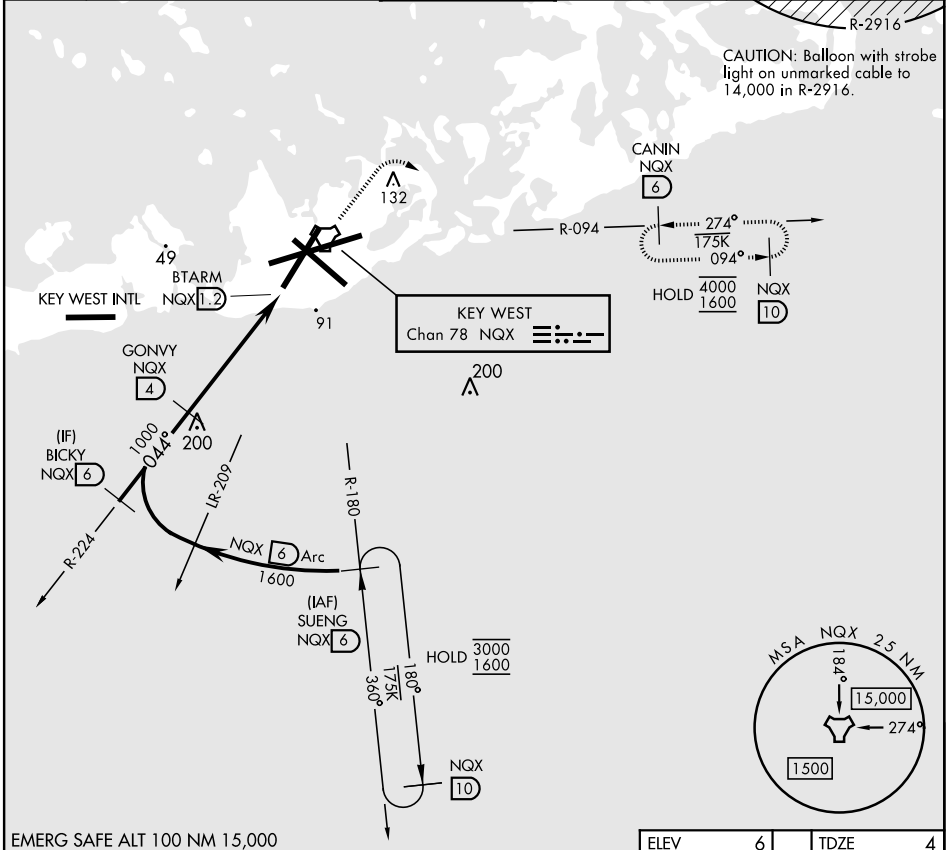 R-2916
CAUTION: Balloon with strobe
light on unmarked cable to
14,000 in R-2916.
CANIN
NQX
6
132
R-094
274°
175K
094°
HOLD 4000
1600
NQX
10
49
BTARM
NQX 1.2
KEY WEST INTL
91
KEY WEST
Chan 78 NQX
200
GONVY
NQX
4
200
1000
044°
(IF)
BICKY
NQX 6
LR-209
R-180
R-224
NQX 6 Arc
1600
(IAF)
SUENG
NQX 6
HOLD 3000
1600
180°
175K
360°
NQX
10
MSA NQX 25 NM
184°
15,000
274°
1500
EMERG SAFE ALT 100 NM 15,000
ELEV 6
TDZE 4